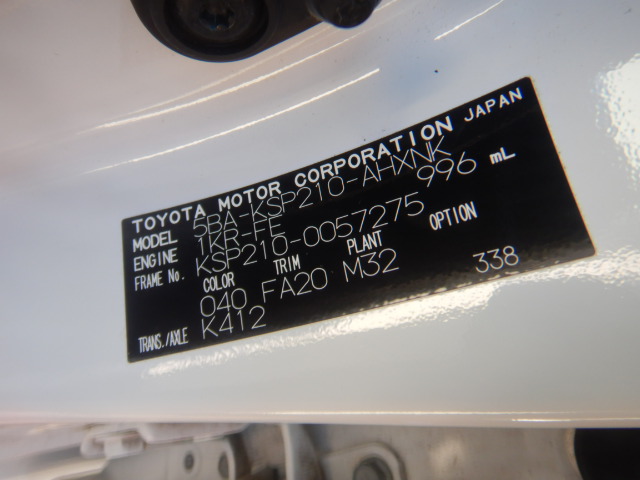 TOYOTA MOTOR CORPORATION JAPAN
MODEL 5BA-KSP210-AHXNK
ENGINE 1KR-FE 996 mL
FRAME No. KSP210-0057275
COLOR TRIM PLANT OPTION
040 FA20 M32 338
TRANS./AXLE K412